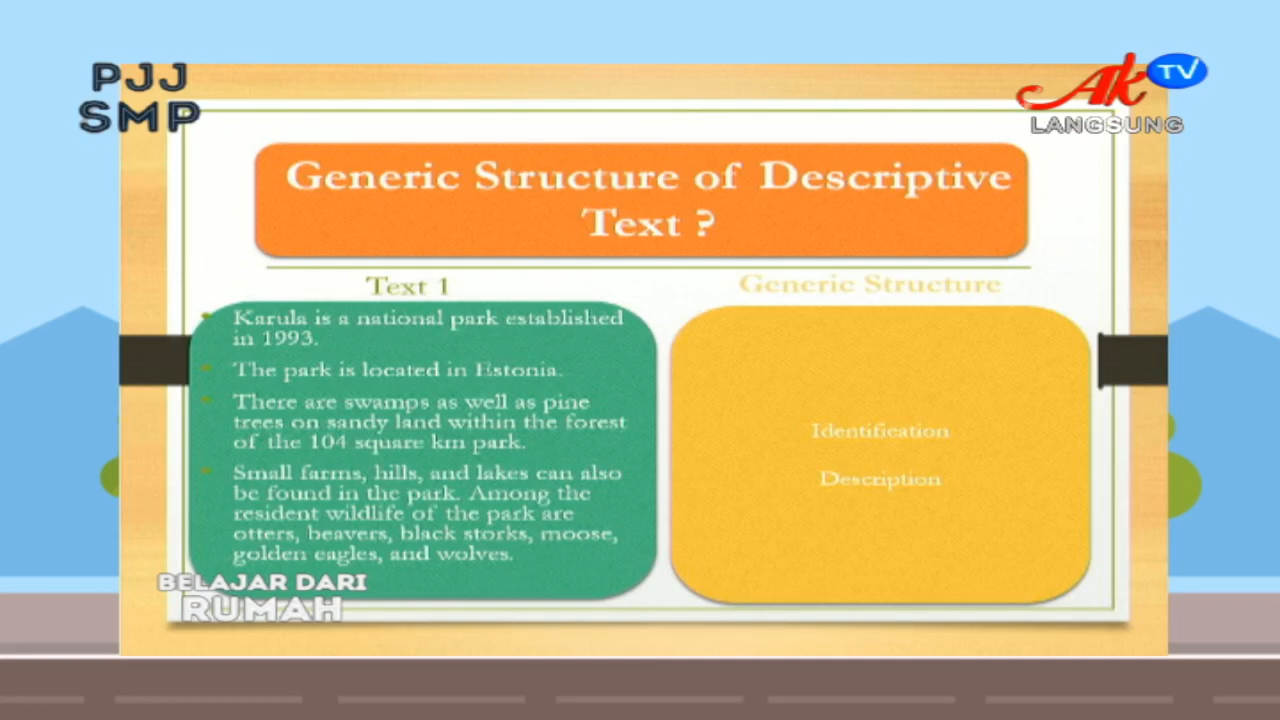 PJJ
SMP
Ak TV
LANGSUNG
Generic Structure of Descriptive
Text ?
Text 1
Karula is a national park established
in 1993.
The park is located in Estonia.
There are swamps as well as pine
trees on sandy land within the forest
of the 104 square km park.
Small farms, hills, and lakes can also
be found in the park. Among the
resident wildlife of the park are
otters, beavers, black storks, moose,
golden eagles, and wolves.
Generic Structure
Identification
Description
BELAJAR DARI
RUMAH